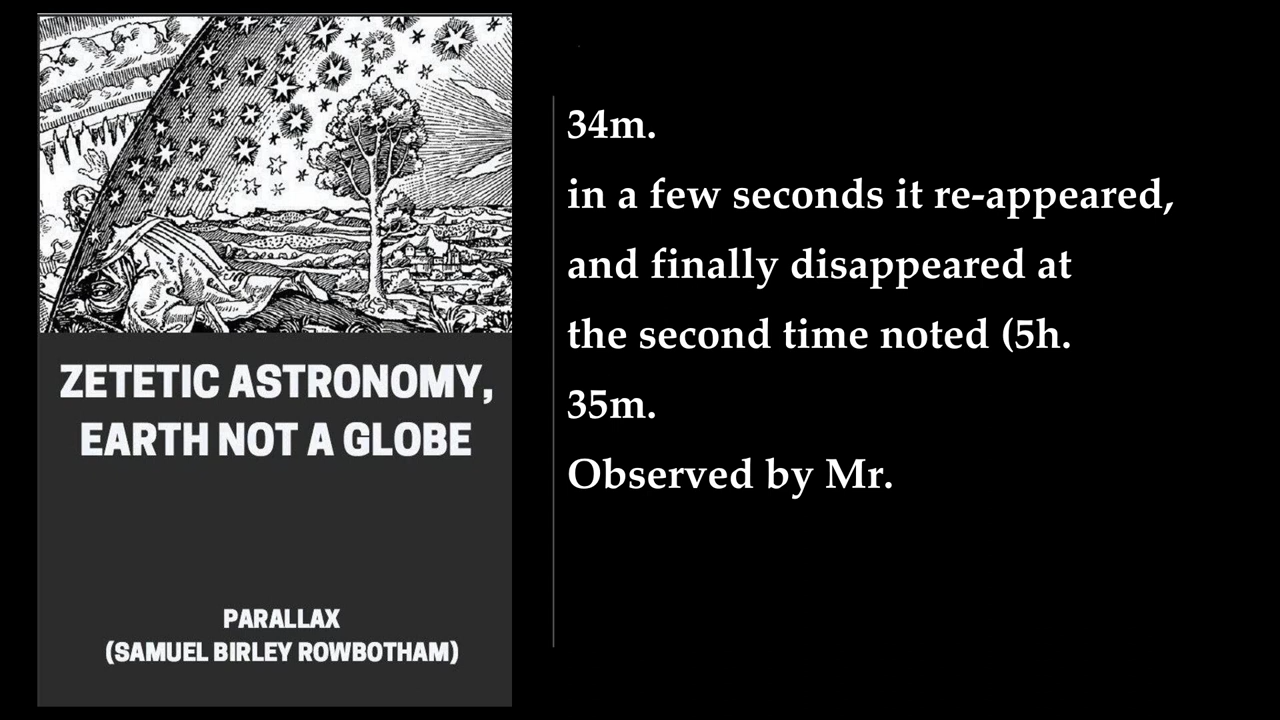 ZETETIC ASTRONOMY,
EARTH NOT A GLOBE
PARALLAX
(SAMUEL BIRLEY ROWBOTHAM)
34m.
in a few seconds it re-appeared,
and finally disappeared at
the second time noted (5h.
35m.
Observed by Mr.